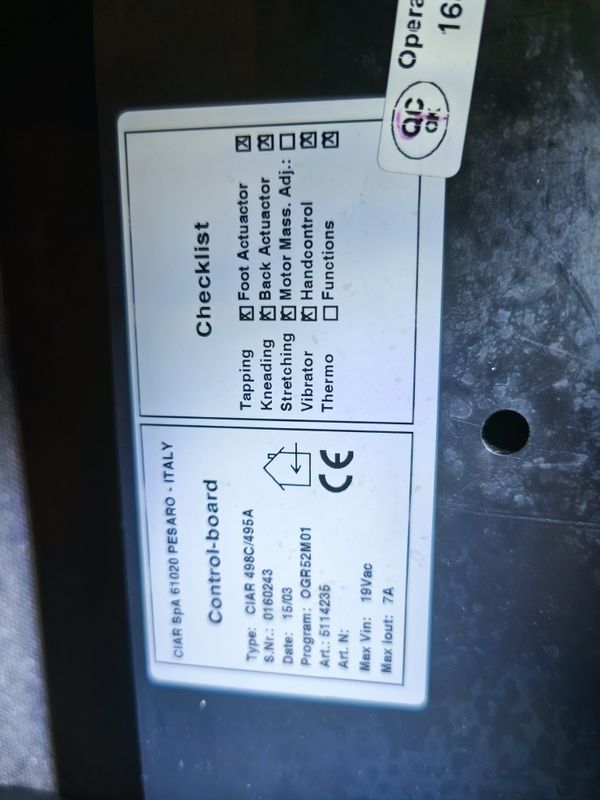 CIAR SpA 61020 PESARO - ITALY
Control-board
Type: CIAR 498C/495A
S.Nr.: 0160243
Date: 15/03
Program: OGR52M01
Art.: 5114235
Art. N:
Max Vin: 19Vac
Max Iout: 7A
CE
Checklist
Tapping ☒ Foot Actuactor ☒
Kneading ☒ Back Actuactor ☒
Stretching ☒ Motor Mass. Adj.: ☐
Vibrator ☒ Handcontrol ☒
Thermo ☐ Functions ☒
QC
OK